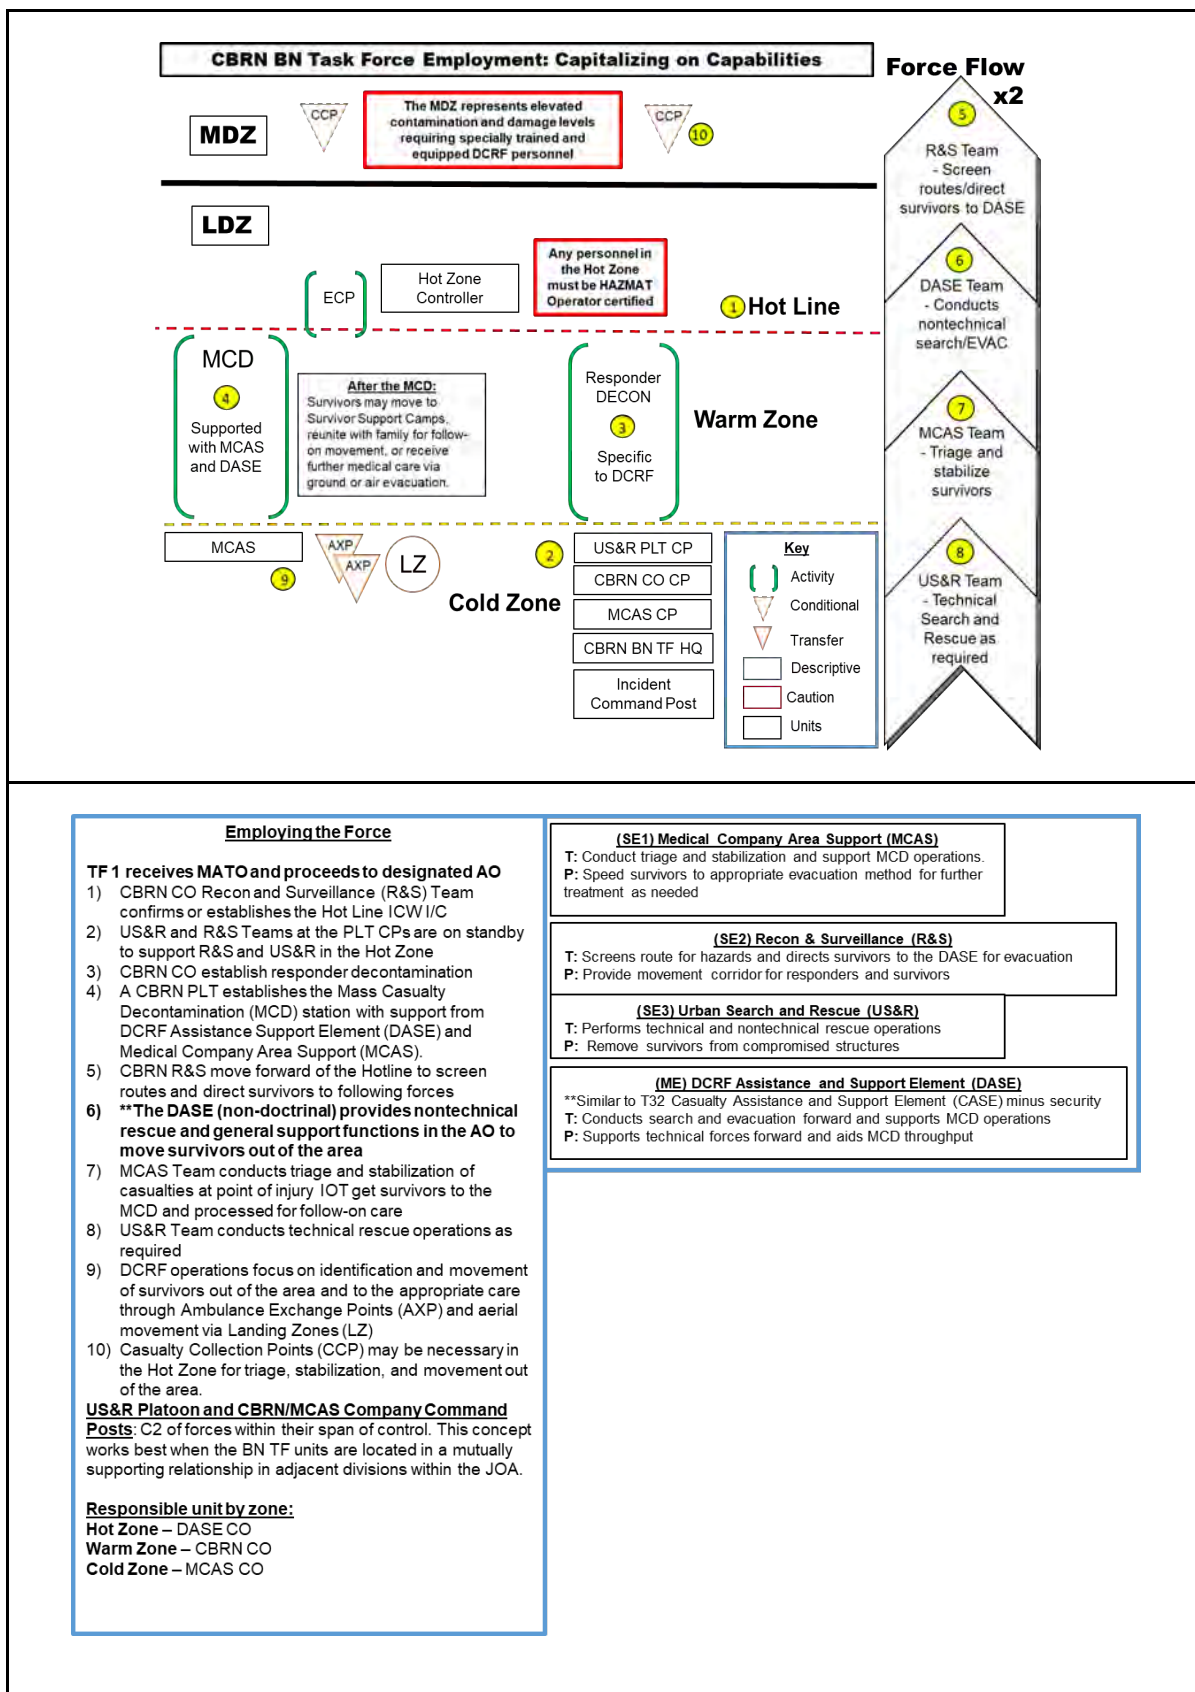 CBRN BN Task Force Employment: Capitalizing on Capabilities
Force Flow
x2
MDZ
CCP
The MDZ represents elevated
contamination and damage levels
requiring specially trained and
equipped DCRF personnel
CCP
10
LDZ
ECP
Hot Zone
Controller
Any personnel in
the Hot Zone
must be HAZMAT
Operator certified
1 Hot Line
MCD
4
Supported
with MCAS
and DASE
After the MCD:
Survivors may move to
Survivor Support Camps,
reunite with family for follow-
on movement, or receive
further medical care via
ground or air evacuation.
Responder
DECON
3
Specific
to DCRF
Warm Zone
MCAS
9
AXP
AXP
LZ
2
Cold Zone
US&R PLT CP
CBRN CO CP
MCAS CP
CBRN BN TF HQ
Incident
Command Post
Key
Activity
Conditional
Transfer
Descriptive
Caution
Units
5
R&S Team
- Screen
routes/direct
survivors to DASE
6
DASE Team
- Conducts
nontechnical
search/EVAC
7
MCAS Team
- Triage and
stabilize
survivors
8
US&R Team
- Technical
Search and
Rescue as
required
Employing the Force
TF 1 receives MATO and proceeds to designated AO
1) CBRN CO Recon and Surveillance (R&S) Team
confirms or establishes the Hot Line ICW I/C
2) US&R and R&S Teams at the PLT CPs are on standby
to support R&S and US&R in the Hot Zone
3) CBRN CO establish responder decontamination
4) A CBRN PLT establishes the Mass Casualty
Decontamination (MCD) station with support from
DCRF Assistance Support Element (DASE) and
Medical Company Area Support (MCAS).
5) CBRN R&S move forward of the Hotline to screen
routes and direct survivors to following forces
6) **The DASE (non-doctrinal) provides nontechnical
rescue and general support functions in the AO to
move survivors out of the area
7) MCAS Team conducts triage and stabilization of
casualties at point of injury IOT get survivors to the
MCD and processed for follow-on care
8) US&R Team conducts technical rescue operations as
required
9) DCRF operations focus on identification and movement
of survivors out of the area and to the appropriate care
through Ambulance Exchange Points (AXP) and aerial
movement via Landing Zones (LZ)
10) Casualty Collection Points (CCP) may be necessary in
the Hot Zone for triage, stabilization, and movement out
of the area.
US&R Platoon and CBRN/MCAS Company Command
Posts: C2 of forces within their span of control. This concept
works best when the BN TF units are located in a mutually
supporting relationship in adjacent divisions within the JOA.
Responsible unit by zone:
Hot Zone – DASE CO
Warm Zone – CBRN CO
Cold Zone – MCAS CO
(SE1) Medical Company Area Support (MCAS)
T: Conduct triage and stabilization and support MCD operations.
P: Speed survivors to appropriate evacuation method for further
treatment as needed
(SE2) Recon & Surveillance (R&S)
T: Screens route for hazards and directs survivors to the DASE for evacuation
P: Provide movement corridor for responders and survivors
(SE3) Urban Search and Rescue (US&R)
T: Performs technical and nontechnical rescue operations
P: Remove survivors from compromised structures
(ME) DCRF Assistance and Support Element (DASE)
**Similar to T32 Casualty Assistance and Support Element (CASE) minus security
T: Conducts search and evacuation forward and supports MCD operations
P: Supports technical forces forward and aids MCD throughput